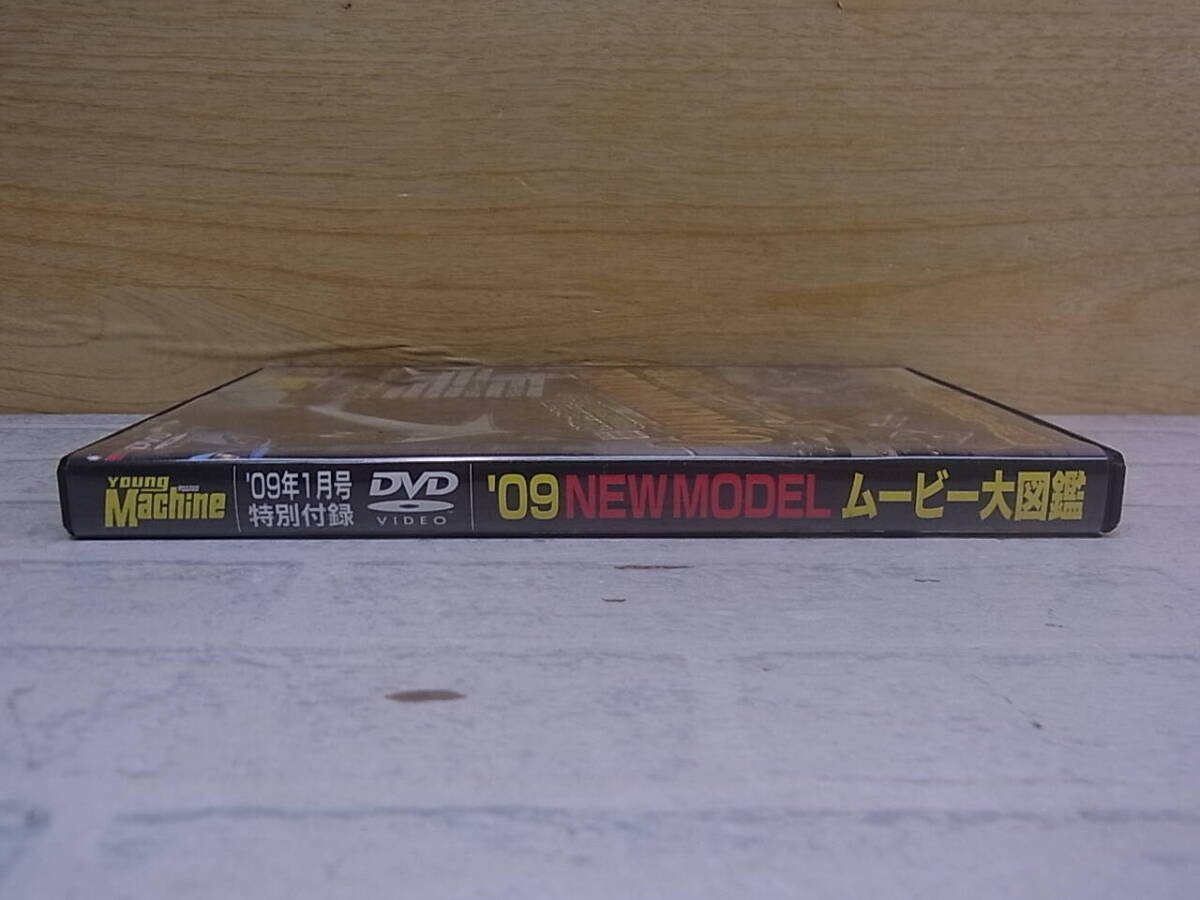 Young
Machine
'09年1月号
特別付録
DVD
VIDEO
'09 NEW MODEL ムービー大図鑑